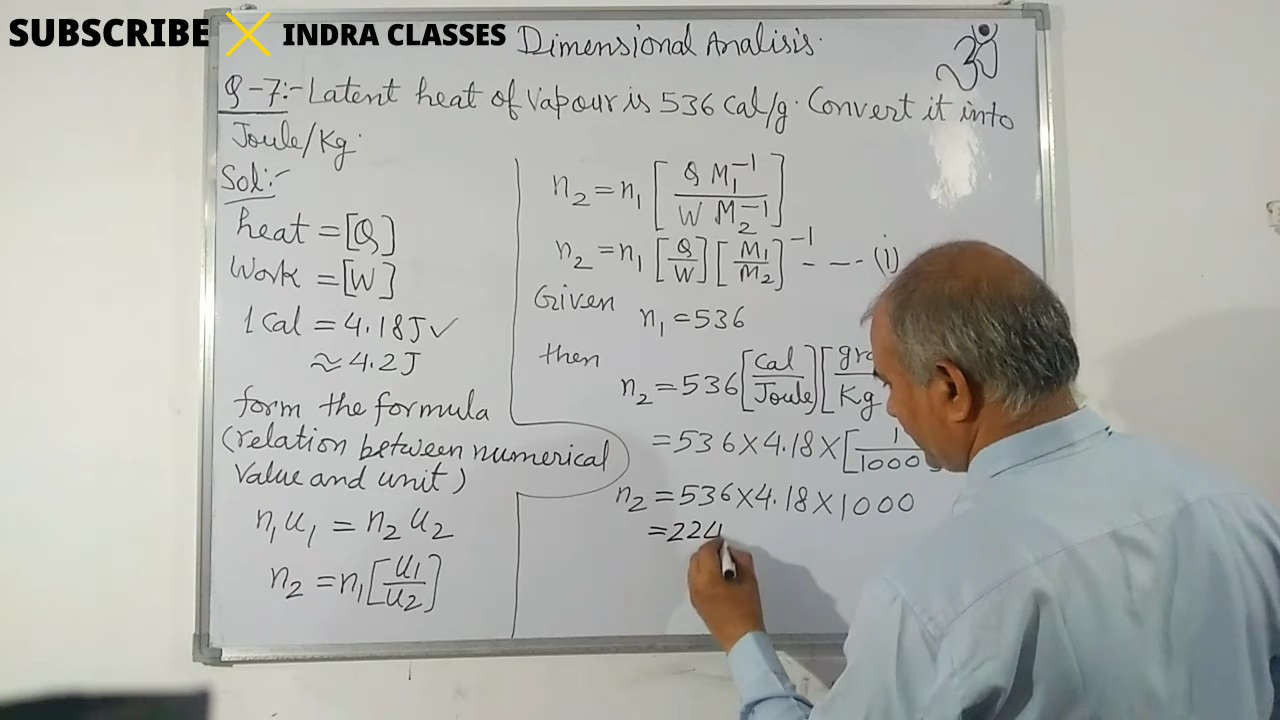 SUBSCRIBE INDRA CLASSES
Dimensional Analisis.
ॐ
Q-7:- Latent heat of Vapour is 536 Cal/g. Convert it into
Joule/Kg.
Sol:-
heat = [Q]
Work = [W]
1 Cal = 4.18J✓
≈ 4.2J
form the formula
(relation between numerical
Value and unit)
n₁u₁ = n₂u₂
n₂ = n₁[u₁/u₂]
n₂ = n₁[Q M₁⁻¹/W M₂⁻¹]
n₂ = n₁[Q/W][M₁/M₂]⁻¹ - - - - (i)
Given
n₁ = 536
then
n₂ = 536[Cal/Joule][/Kg
= 536 X 4.18 X [1/1000
n₂ = 536 X 4.18 X 1000
= 224